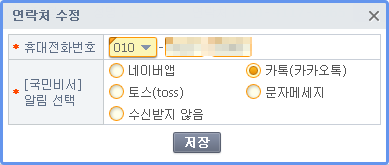 연락처 수정
* 휴대전화번호 010 -
* [국민비서] 알림 선택
네이버앱 카톡(카카오톡)
토스(toss) 문자메세지
수신받지 않음
저장